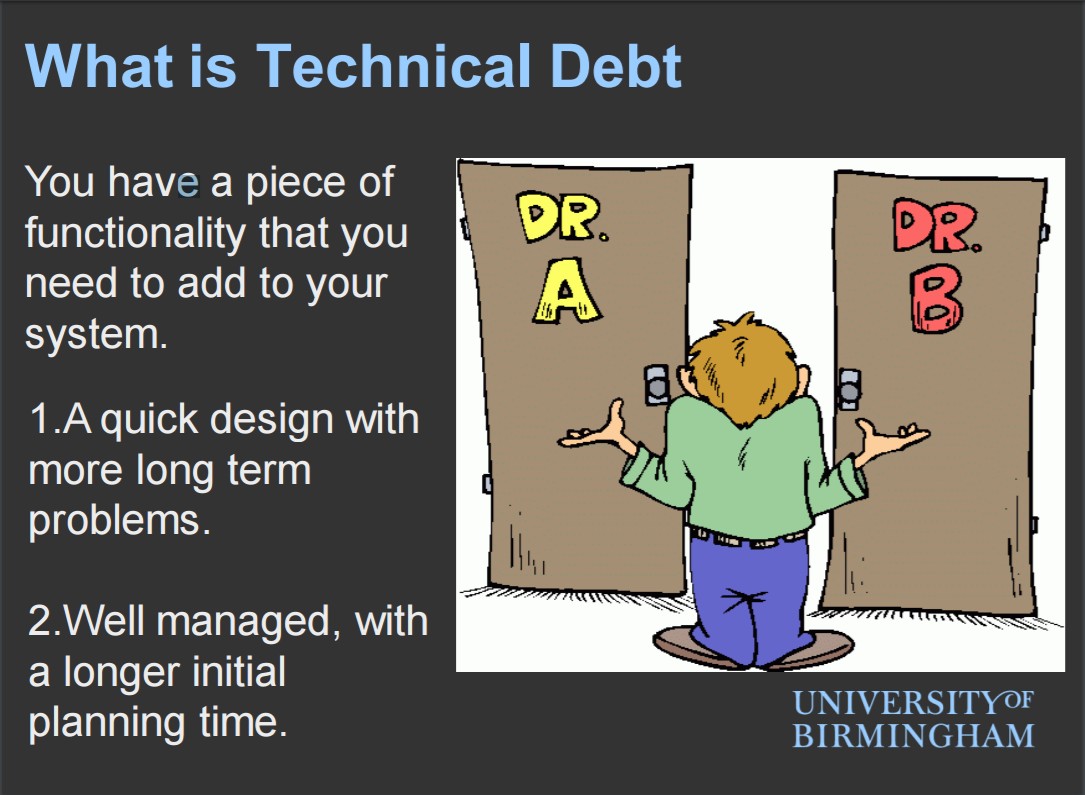 What is Technical Debt
You have a piece of
functionality that you
need to add to your
system.
1.A quick design with
more long term
problems.
2.Well managed, with
a longer initial
planning time.
DR.
A
DR.
B
UNIVERSITY OF
BIRMINGHAM